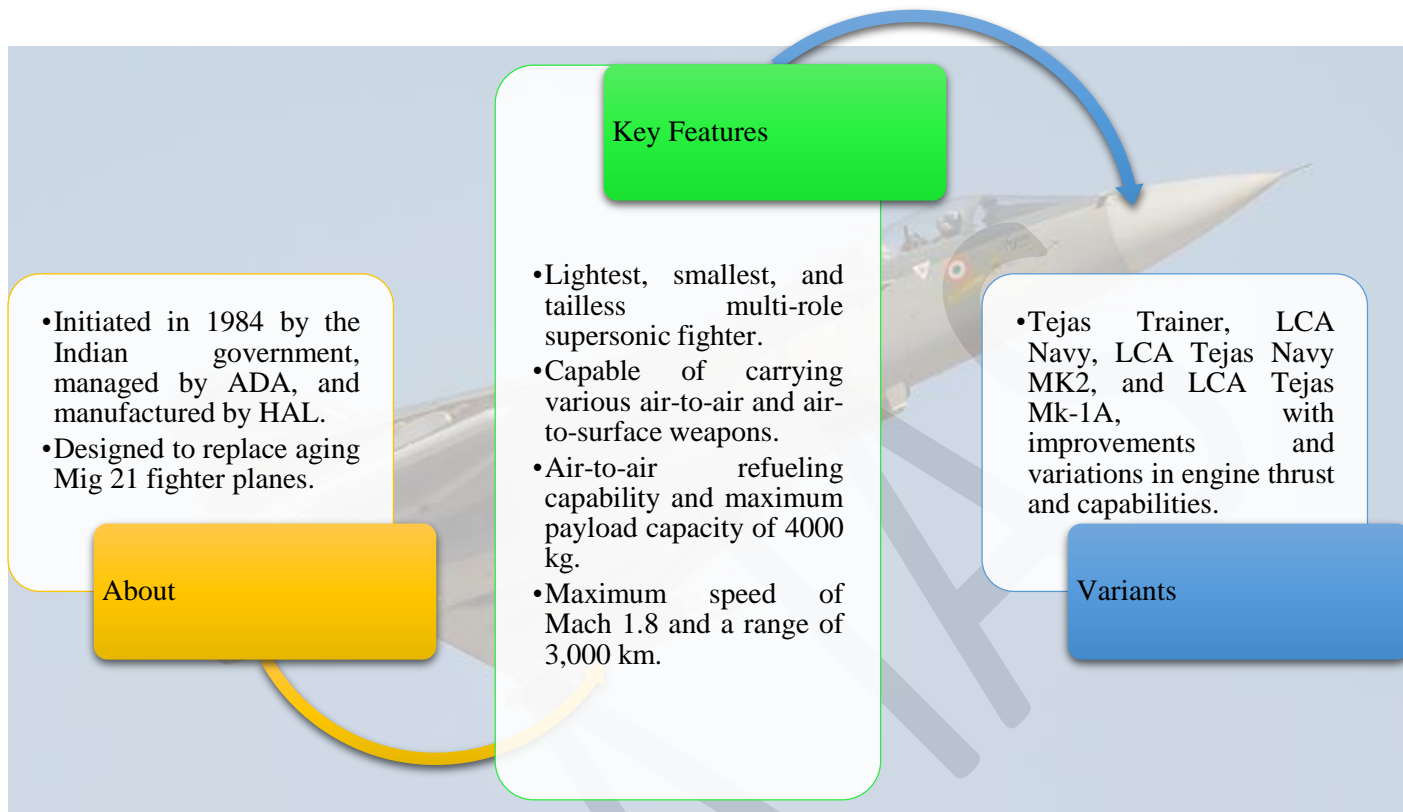 •Initiated in 1984 by the
Indian government,
managed by ADA, and
manufactured by HAL.
•Designed to replace aging
Mig 21 fighter planes.
About
Key Features
•Lightest, smallest, and
tailless multi-role
supersonic fighter.
•Capable of carrying
various air-to-air and air-
to-surface weapons.
•Air-to-air refueling
capability and maximum
payload capacity of 4000
kg.
•Maximum speed of
Mach 1.8 and a range of
3,000 km.
•Tejas Trainer, LCA
Navy, LCA Tejas Navy
MK2, and LCA Tejas
Mk-1A, with
improvements and
variations in engine thrust
and capabilities.
Variants